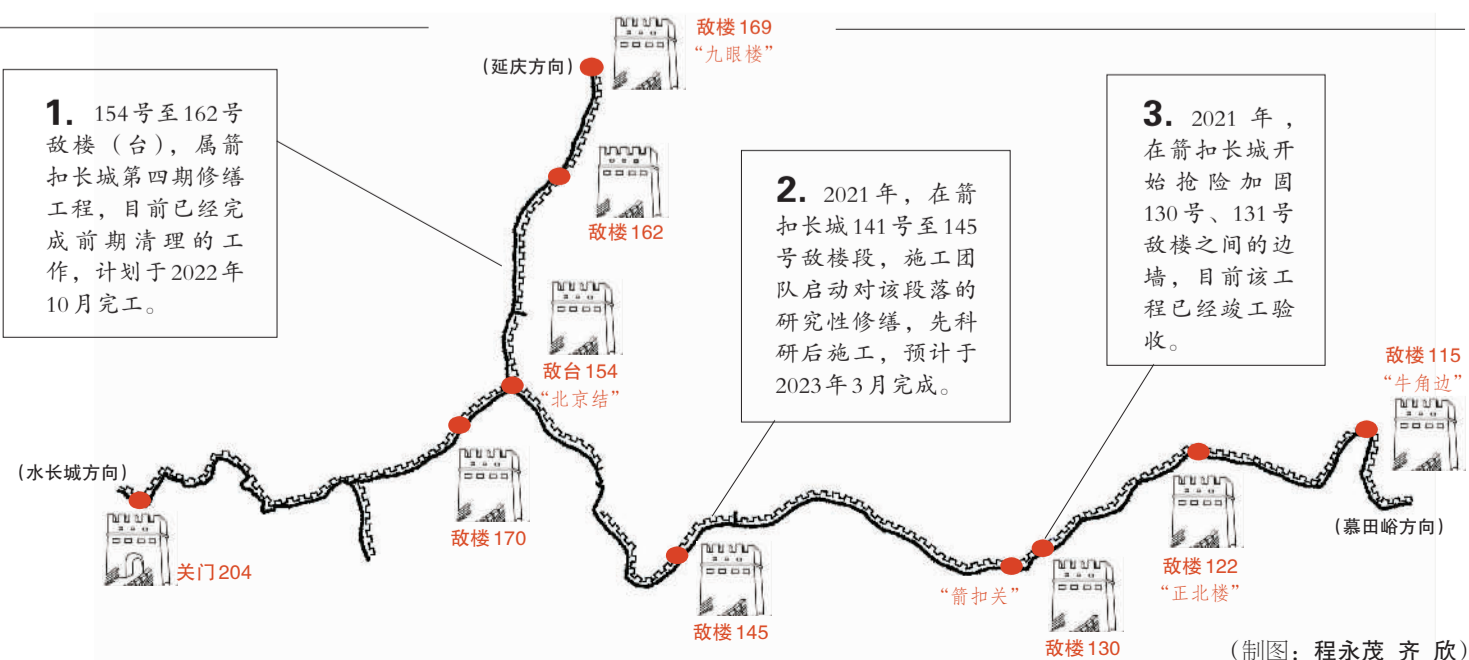 敌楼169
“九眼楼”
(延庆方向)
1. 154号至162号
敌楼（台），属箭
扣长城第四期修缮
工程，目前已经完
成前期清理的工
作，计划于2022年
10月完工。
敌楼162
2. 2021年，在箭
扣长城141号至145
号敌楼段，施工团
队启动对该段落的
研究性修缮，先科
研后施工，预计于
2023年3月完成。
3. 2021 年，
在箭扣长城开
始抢险加固
130号、131号
敌楼之间的边
墙，目前该工
程已经竣工验
收。
敌台154
“北京结”
敌楼115
“牛角边”
(水长城方向)
关门204
敌楼170
敌楼145
“箭扣关”
敌楼130
敌楼122
“正北楼”
(慕田峪方向)
(制图：程永茂 齐 欣)